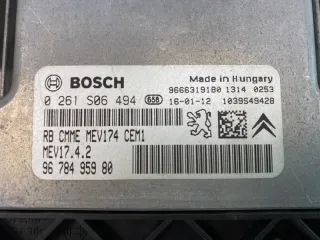 BOSCH
Made in Hungary
9666319180 1314 0253
0 261 S06 494 658 16-01-12 1039S49428
RB CMME MEV174 CEM1
MEV17.4.2
96 784 959 80